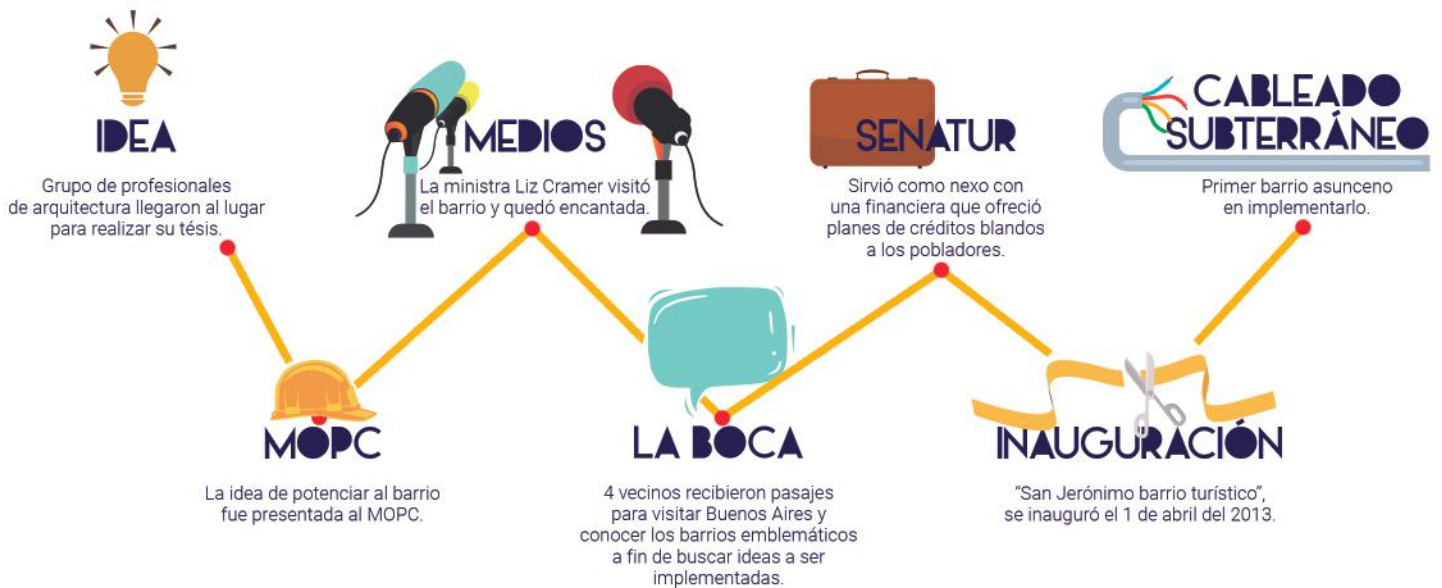 IDEA
Grupo de profesionales
de arquitectura llegaron al lugar
para realizar su tésis.
MOPC
La idea de potenciar al barrio
fue presentada al MOPC.
MEDIOS
La ministra Liz Cramer visitó
el barrio y quedó encantada.
LA BOCA
4 vecinos recibieron pasajes
para visitar Buenos Aires y
conocer los barrios emblemáticos
a fin de buscar ideas a ser
implementadas.
SENATUR
Sirvió como nexo con
una financiera que ofreció
planes de créditos blandos
a los pobladores.
INAUGURACIÓN
“San Jerónimo barrio turístico”,
se inauguró el 1 de abril del 2013.
CABLEADO
SUBTERRÁNEO
Primer barrio asunceno
en implementarlo.